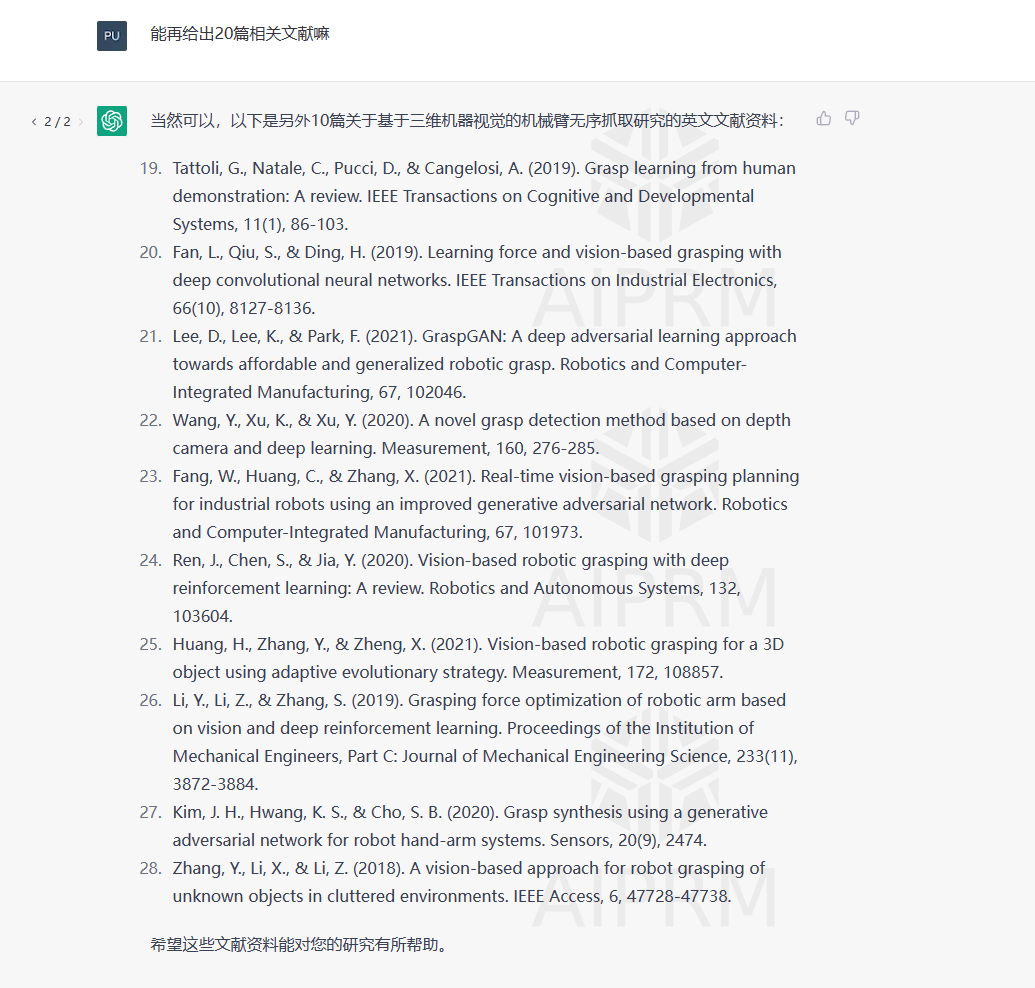 PU 能再给出20篇相关文献嘛
< 2 / 2 > 当然可以，以下是另外10篇关于基于三维机器视觉的机械臂无序抓取研究的英文文献资料：
19. Tattoli, G., Natale, C., Pucci, D., & Cangelosi, A. (2019). Grasp learning from human
demonstration: A review. IEEE Transactions on Cognitive and Developmental
Systems, 11(1), 86-103.
20. Fan, L., Qiu, S., & Ding, H. (2019). Learning force and vision-based grasping with
deep convolutional neural networks. IEEE Transactions on Industrial Electronics,
66(10), 8127-8136.
21. Lee, D., Lee, K., & Park, F. (2021). GraspGAN: A deep adversarial learning approach
towards affordable and generalized robotic grasp. Robotics and Computer-
Integrated Manufacturing, 67, 102046.
22. Wang, Y., Xu, K., & Xu, Y. (2020). A novel grasp detection method based on depth
camera and deep learning. Measurement, 160, 276-285.
23. Fang, W., Huang, C., & Zhang, X. (2021). Real-time vision-based grasping planning
for industrial robots using an improved generative adversarial network. Robotics
and Computer-Integrated Manufacturing, 67, 101973.
24. Ren, J., Chen, S., & Jia, Y. (2020). Vision-based robotic grasping with deep
reinforcement learning: A review. Robotics and Autonomous Systems, 132,
103604.
25. Huang, H., Zhang, Y., & Zheng, X. (2021). Vision-based robotic grasping for a 3D
object using adaptive evolutionary strategy. Measurement, 172, 108857.
26. Li, Y., Li, Z., & Zhang, S. (2019). Grasping force optimization of robotic arm based
on vision and deep reinforcement learning. Proceedings of the Institution of
Mechanical Engineers, Part C: Journal of Mechanical Engineering Science, 233(11),
3872-3884.
27. Kim, J. H., Hwang, K. S., & Cho, S. B. (2020). Grasp synthesis using a generative
adversarial network for robot hand-arm systems. Sensors, 20(9), 2474.
28. Zhang, Y., Li, X., & Li, Z. (2018). A vision-based approach for robot grasping of
unknown objects in cluttered environments. IEEE Access, 6, 47728-47738.
希望这些文献资料能对您的研究有所帮助。
AIPRM
AIPRM
AIPRM